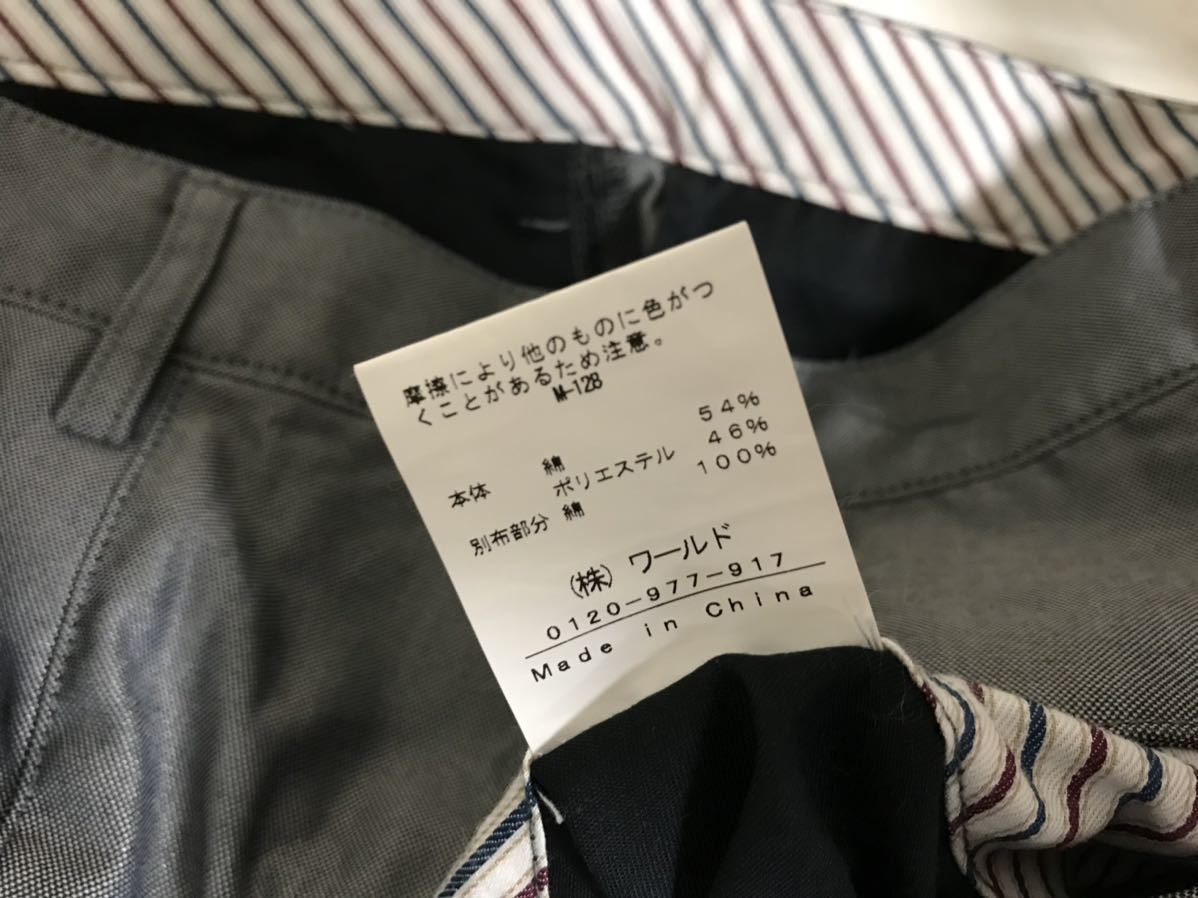 摩擦により他のものに色がつ
くことがあるため注意。
M-128
本体 綿 54%
ポリエステル 46%
別布部分 綿 100%
(株) ワールド
0120-977-917
Made in China